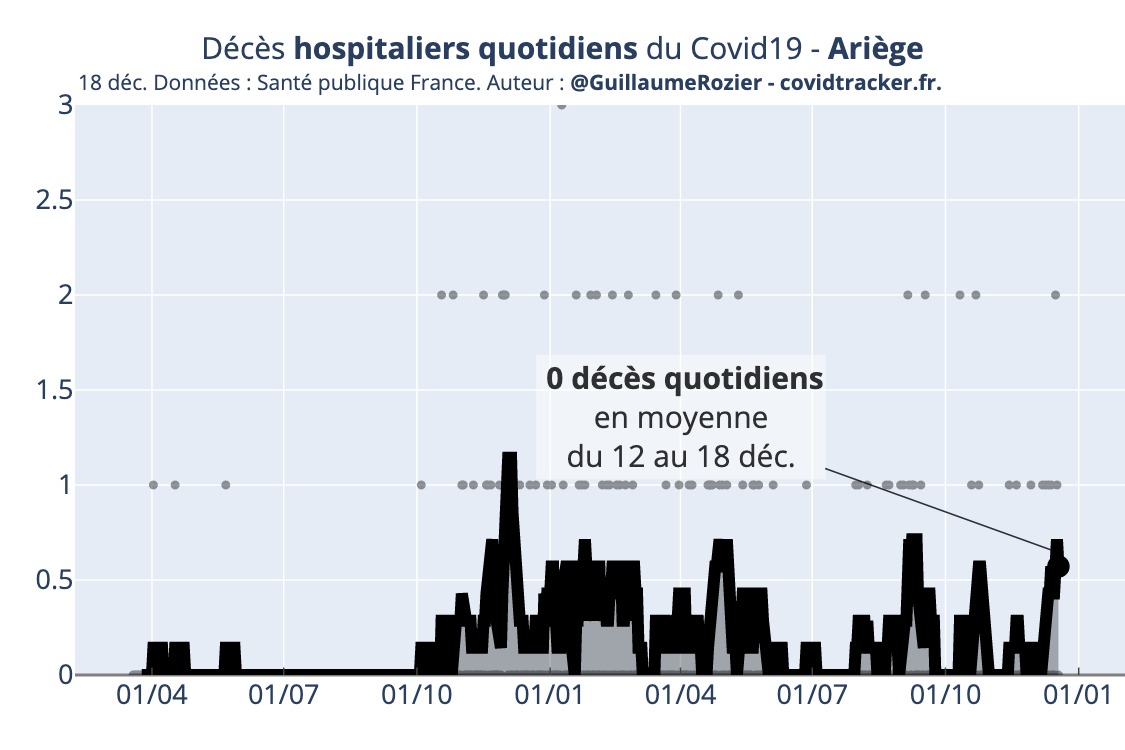 Décès hospitaliers quotidiens du Covid19 - Ariège
18 déc. Données : Santé publique France. Auteur : @GuillaumeRozier - covidtracker.fr.
3
2.5
2
1.5
1
0.5
0
0 décès quotidiens
en moyenne
du 12 au 18 déc.
01/04 01/07 01/10 01/01 01/04 01/07 01/10 01/01